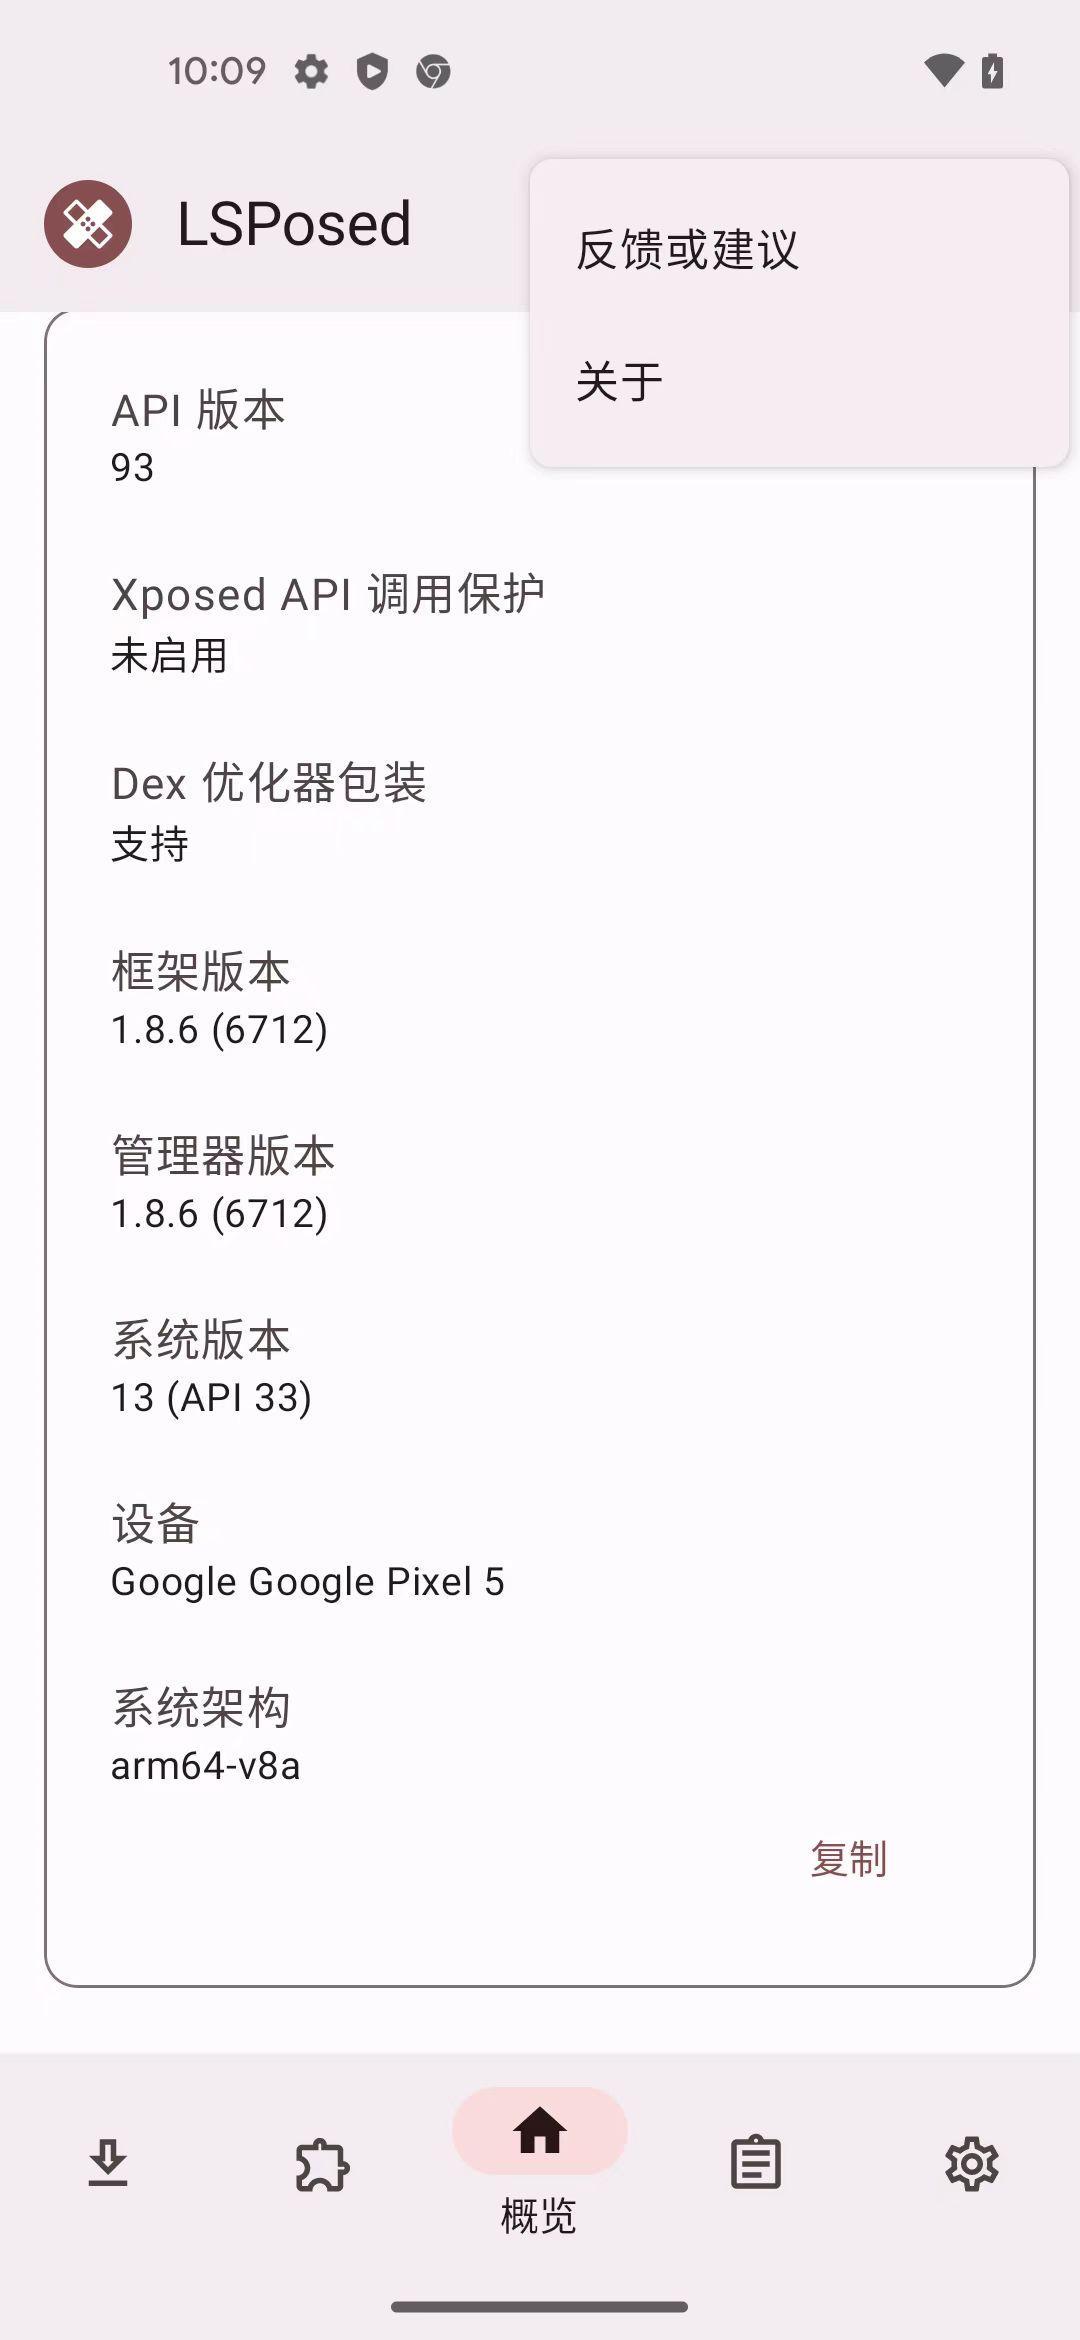 10:09
LSPosed
反馈或建议
关于
API 版本
93
Xposed API 调用保护
未启用
Dex 优化器包装
支持
框架版本
1.8.6 (6712)
管理器版本
1.8.6 (6712)
系统版本
13 (API 33)
设备
Google Google Pixel 5
系统架构
arm64-v8a
复制
概览